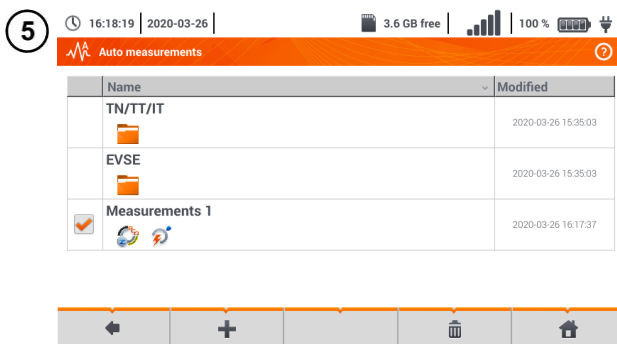 5
16:18:19 2020-03-26 3.6 GB free 100 %
Auto measurements ?
Name Modified
TN/TT/IT
2020-03-26 15:35:03
EVSE
2020-03-26 15:35:03
Measurements 1
2020-03-26 16:17:37